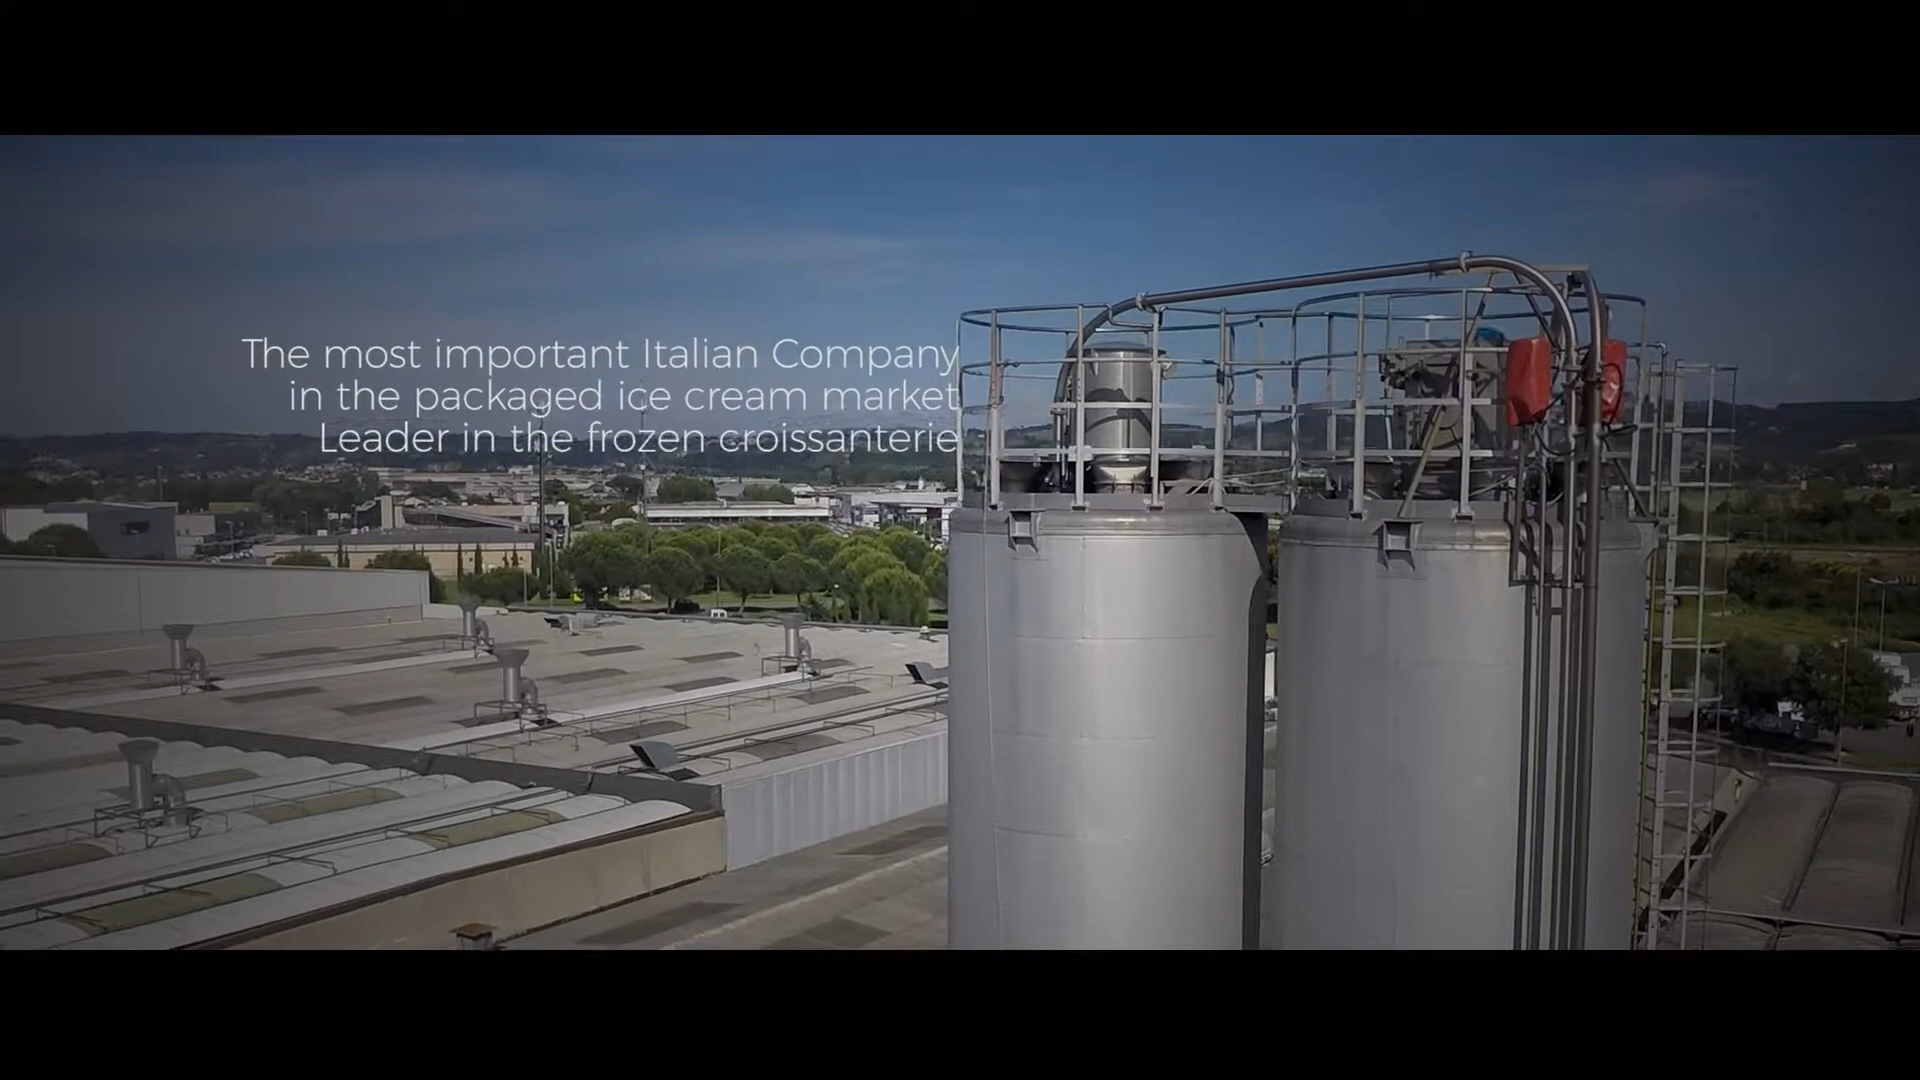 The most important Italian Company
in the packaged ice cream market
Leader in the frozen croissanterie